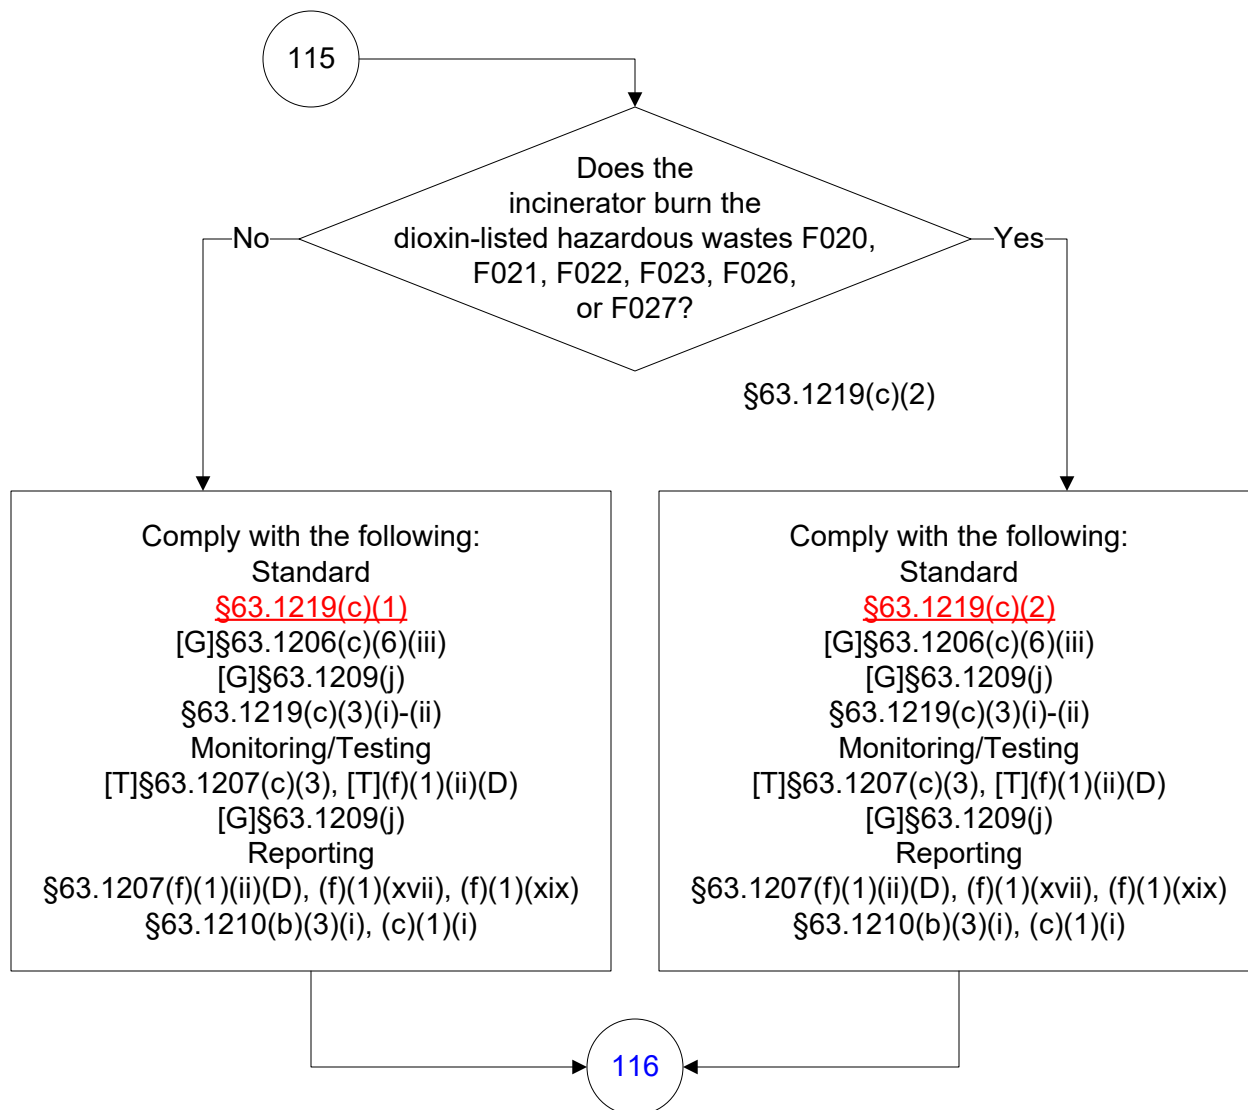 115
Does the
incinerator burn the
dioxin-listed hazardous wastes F020,
F021, F022, F023, F026,
or F027?
No
Yes
§63.1219(c)(2)
Comply with the following:
Standard
§63.1219(c)(1)
[G]§63.1206(c)(6)(iii)
[G]§63.1209(j)
§63.1219(c)(3)(i)-(ii)
Monitoring/Testing
[T]§63.1207(c)(3), [T](f)(1)(ii)(D)
[G]§63.1209(j)
Reporting
§63.1207(f)(1)(ii)(D), (f)(1)(xvii), (f)(1)(xix)
§63.1210(b)(3)(i), (c)(1)(i)
Comply with the following:
Standard
§63.1219(c)(2)
[G]§63.1206(c)(6)(iii)
[G]§63.1209(j)
§63.1219(c)(3)(i)-(ii)
Monitoring/Testing
[T]§63.1207(c)(3), [T](f)(1)(ii)(D)
[G]§63.1209(j)
Reporting
§63.1207(f)(1)(ii)(D), (f)(1)(xvii), (f)(1)(xix)
§63.1210(b)(3)(i), (c)(1)(i)
116